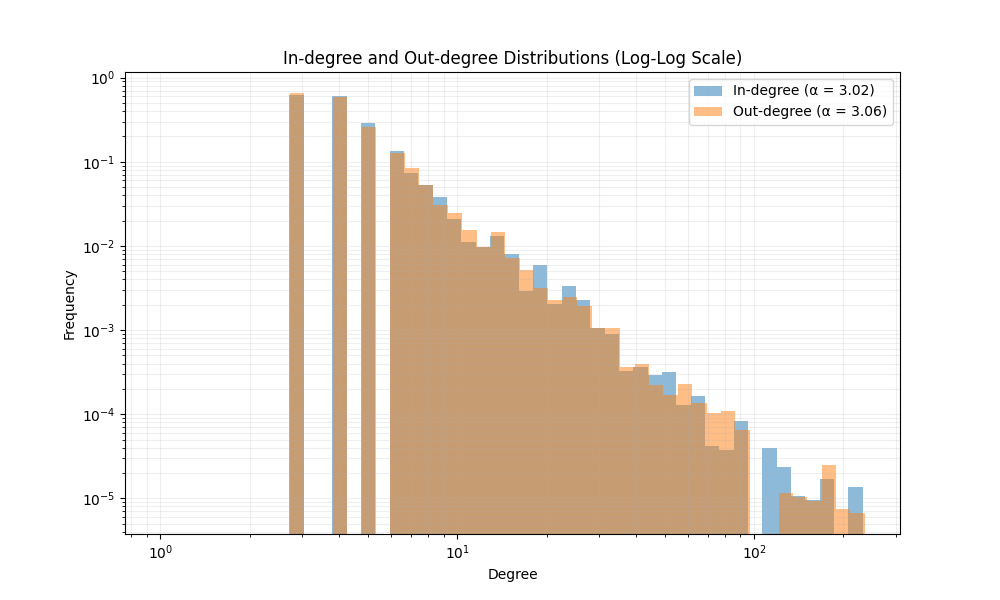 In-degree and Out-degree Distributions (Log-Log Scale)
In-degree (α = 3.02)
Out-degree (α = 3.06)
Frequency
10⁰
10⁻¹
10⁻²
10⁻³
10⁻⁴
10⁻⁵
10⁰ 10¹ 10²
Degree